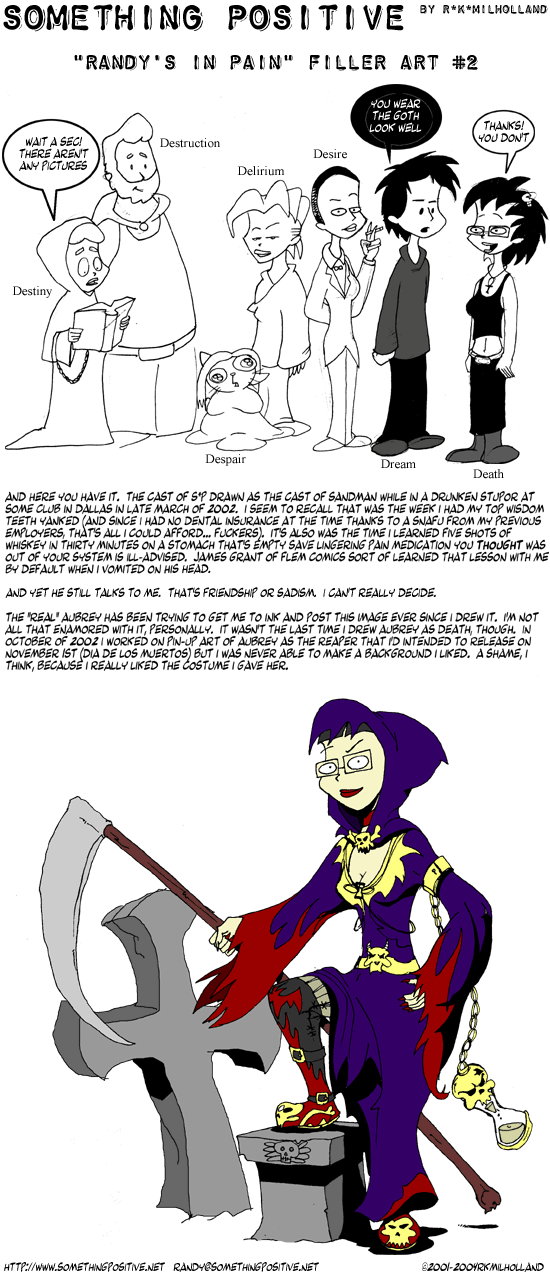 SOMETHING POSITIVE BY R*K*MILHOLLAND
"RANDY'S IN PAIN" FILLER ART #2
WAIT A SEC!
THERE AREN'T
ANY PICTURES
Destruction
Delirium
Desire
YOU WEAR
THE GOTH
LOOK WELL
THANKS!
YOU DON'T
Destiny
Despair
Dream
Death
AND HERE YOU HAVE IT. THE CAST OF S*P DRAWN AS THE CAST OF SANDMAN WHILE IN A DRUNKEN STUPOR AT
SOME CLUB IN DALLAS IN LATE MARCH OF 2002. I SEEM TO RECALL THAT WAS THE WEEK I HAD MY TOP WISDOM
TEETH YANKED (AND SINCE I HAD NO DENTAL INSURANCE AT THE TIME THANKS TO A SNAFU FROM MY PREVIOUS
EMPLOYERS, THAT'S ALL I COULD AFFORD... FUCKERS). IT'S ALSO WAS THE TIME I LEARNED FIVE SHOTS OF
WHISKEY IN THIRTY MINUTES ON A STOMACH THAT'S EMPTY SAVE LINGERING PAIN MEDICATION YOU THOUGHT WAS
OUT OF YOUR SYSTEM IS ILL-ADVISED. JAMES GRANT OF FLEM COMICS SORT OF LEARNED THAT LESSON WITH ME
BY DEFAULT WHEN I VOMITED ON HIS HEAD.
AND YET HE STILL TALKS TO ME. THAT'S FRIENDSHIP OR SADISM. I CAN'T REALLY DECIDE.
THE "REAL" AUBREY HAS BEEN TRYING TO GET ME TO INK AND POST THIS IMAGE EVER SINCE I DREW IT. I'M NOT
ALL THAT ENAMORED WITH IT, PERSONALLY. IT WASN'T THE LAST TIME I DREW AUBREY AS DEATH, THOUGH. IN
OCTOBER OF 2002 I WORKED ON PIN-UP ART OF AUBREY AS THE REAPER THAT I'D INTENDED TO RELEASE ON
NOVEMBER 1ST (DIA DE LOS MUERTOS) BUT I WAS NEVER ABLE TO MAKE A BACKGROUND I LIKED. A SHAME, I
THINK, BECAUSE I REALLY LIKED THE COSTUME I GAVE HER.
HTTP://WWW.SOMETHINGPOSITIVE.NET RANDY@SOMETHINGPOSITIVE.NET ©2001-2004RKMILHOLLAND